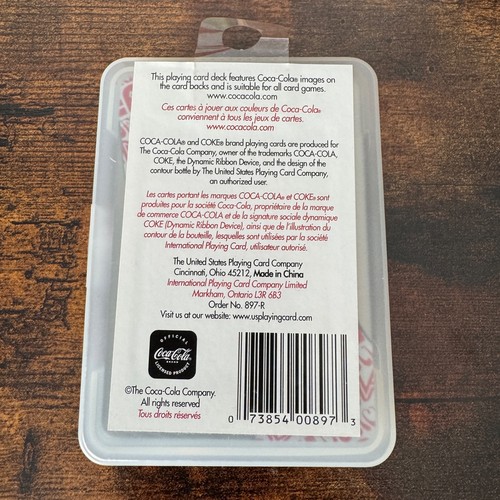 This playing card deck features Coca-Cola® images on
the card backs and is suitable for all card games.
www.cocacola.com
Ces cartes à jouer aux couleurs de Coca-Cola®
conviennent à tous les jeux de cartes.
www.cocacola.com
COCA-COLA® and COKE® brand playing cards are produced for
The Coca-Cola Company, owner of the trademarks COCA-COLA,
COKE, the Dynamic Ribbon Device, and the design of the
contour bottle by The United States Playing Card Company,
an authorized user.
Les cartes portant les marques COCA-COLA® et COKE® sont
produites pour la société Coca-Cola, propriétaire de la marque
de commerce COCA-COLA et de la signature sociale dynamique
COKE (Dynamic Ribbon Device), ainsi que de l'illustration du
contour de la bouteille, lesquelles sont utilisées par la société
International Playing Card, utilisateur autorisé.
The United States Playing Card Company
Cincinnati, Ohio 45212, Made in China
International Playing Card Company Limited
Markham, Ontario L3R 6B3
Order No. 897-R
Visit us at our website: www.usplayingcard.com
OFFICIAL
Coca-Cola
BRAND
LICENSED PRODUCT
©The Coca-Cola Company.
All rights reserved
Tous droits réservés
0 73854 00897 3